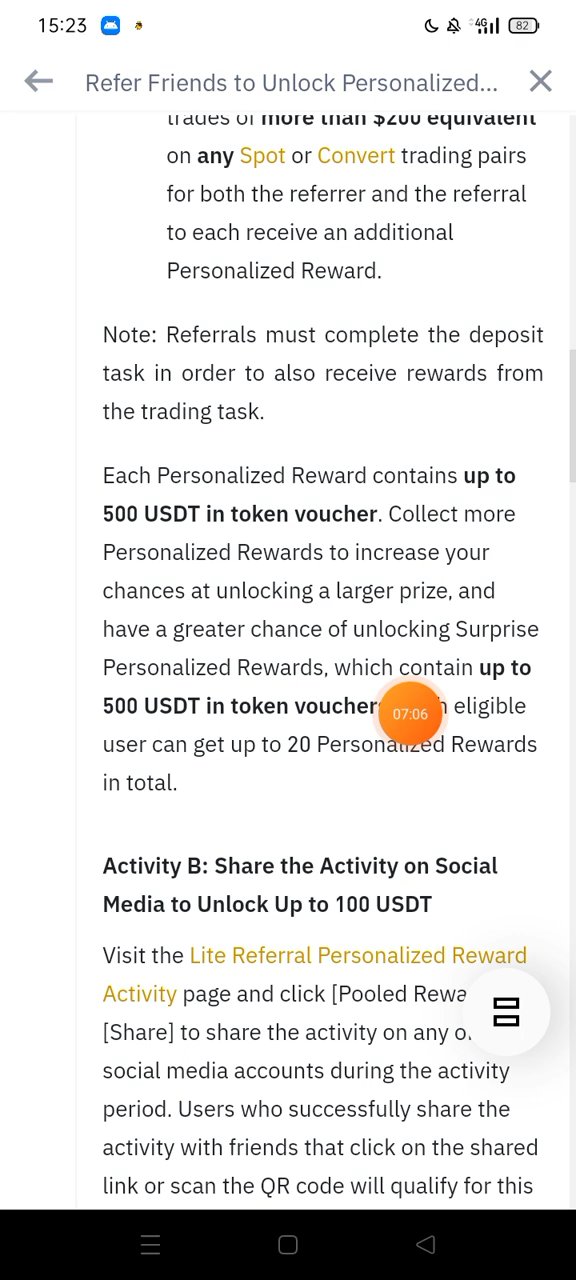 15:23
4G
82
Refer Friends to Unlock Personalized...
trades of more than $200 equivalent
on any Spot or Convert trading pairs
for both the referrer and the referral
to each receive an additional
Personalized Reward.
Note: Referrals must complete the deposit
task in order to also receive rewards from
the trading task.
Each Personalized Reward contains up to
500 USDT in token voucher. Collect more
Personalized Rewards to increase your
chances at unlocking a larger prize, and
have a greater chance of unlocking Surprise
Personalized Rewards, which contain up to
500 USDT in token voucher eligible
07:06
user can get up to 20 Personalized Rewards
in total.
Activity B: Share the Activity on Social
Media to Unlock Up to 100 USDT
Visit the Lite Referral Personalized Reward
Activity page and click [Pooled
[Share] to share the activity on any
social media accounts during the activity
period. Users who successfully share the
activity with friends that click on the shared
link or scan the QR code will qualify for this